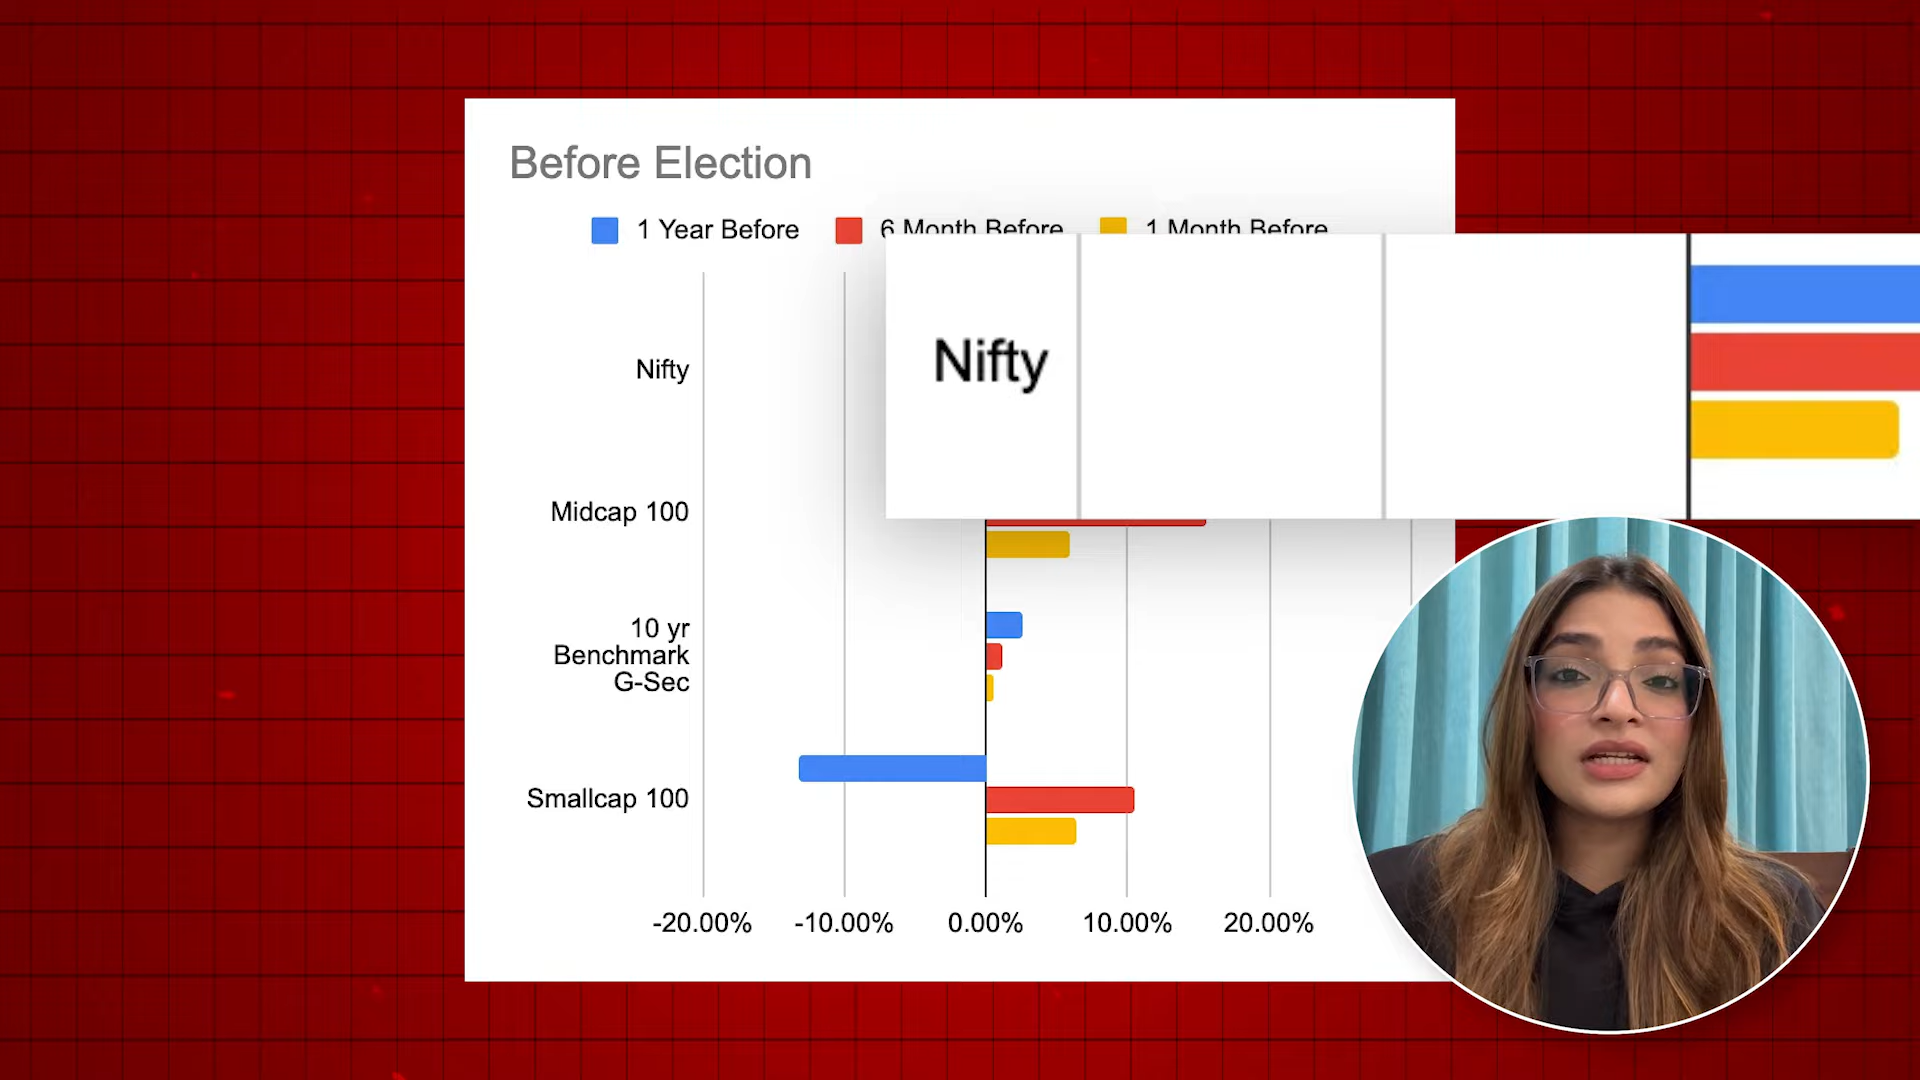 Before Election
1 Year Before 6 Month Before 1 Month Before
Nifty
Nifty
Midcap 100
10 yr
Benchmark
G-Sec
Smallcap 100
-20.00% -10.00% 0.00% 10.00% 20.00%